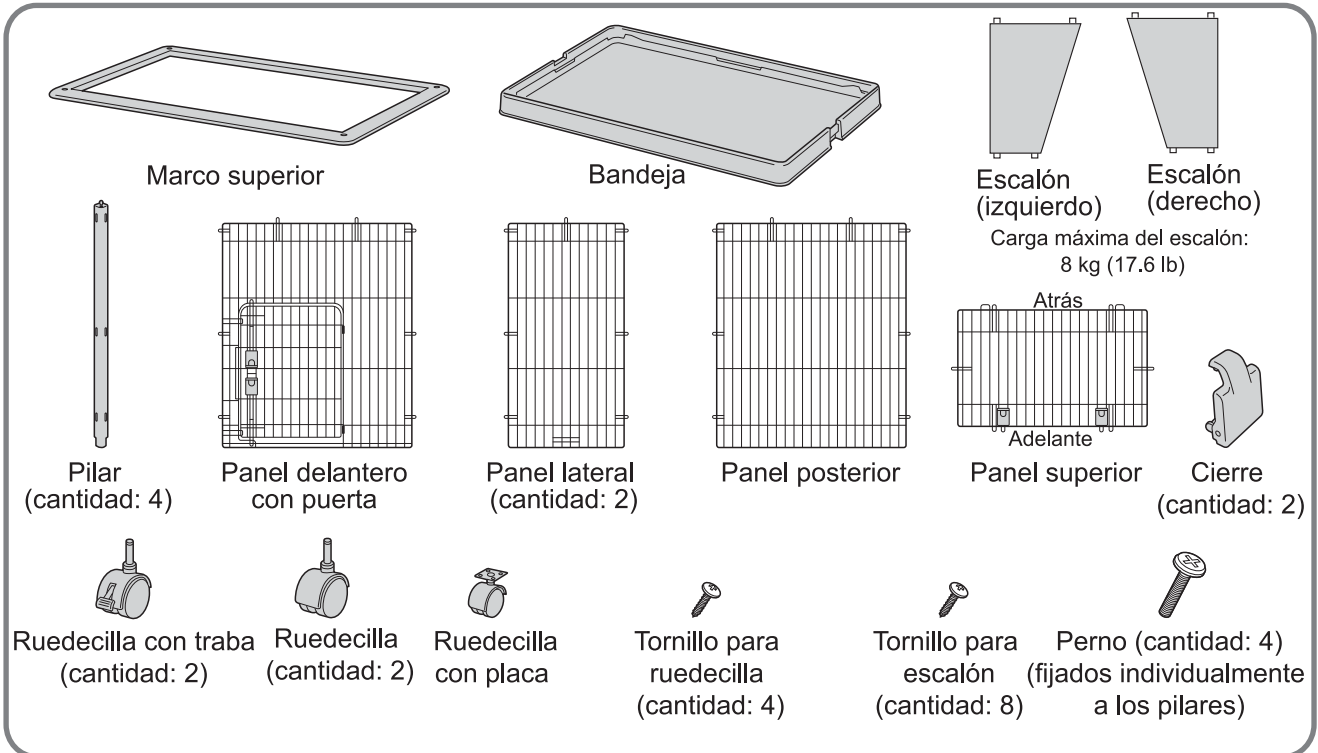 Marco superior
Bandeja
Escalón
(izquierdo)
Escalón
(derecho)
Carga máxima del escalón:
8 kg (17.6 lb)
Pilar
(cantidad: 4)
Panel delantero
con puerta
Panel lateral
(cantidad: 2)
Panel posterior
Atrás
Adelante
Panel superior
Cierre
(cantidad: 2)
Ruedecilla con traba
(cantidad: 2)
Ruedecilla
(cantidad: 2)
Ruedecilla
con placa
Tornillo para
ruedecilla
(cantidad: 4)
Tornillo para
escalón
(cantidad: 8)
Perno (cantidad: 4)
(fijados individualmente
a los pilares)